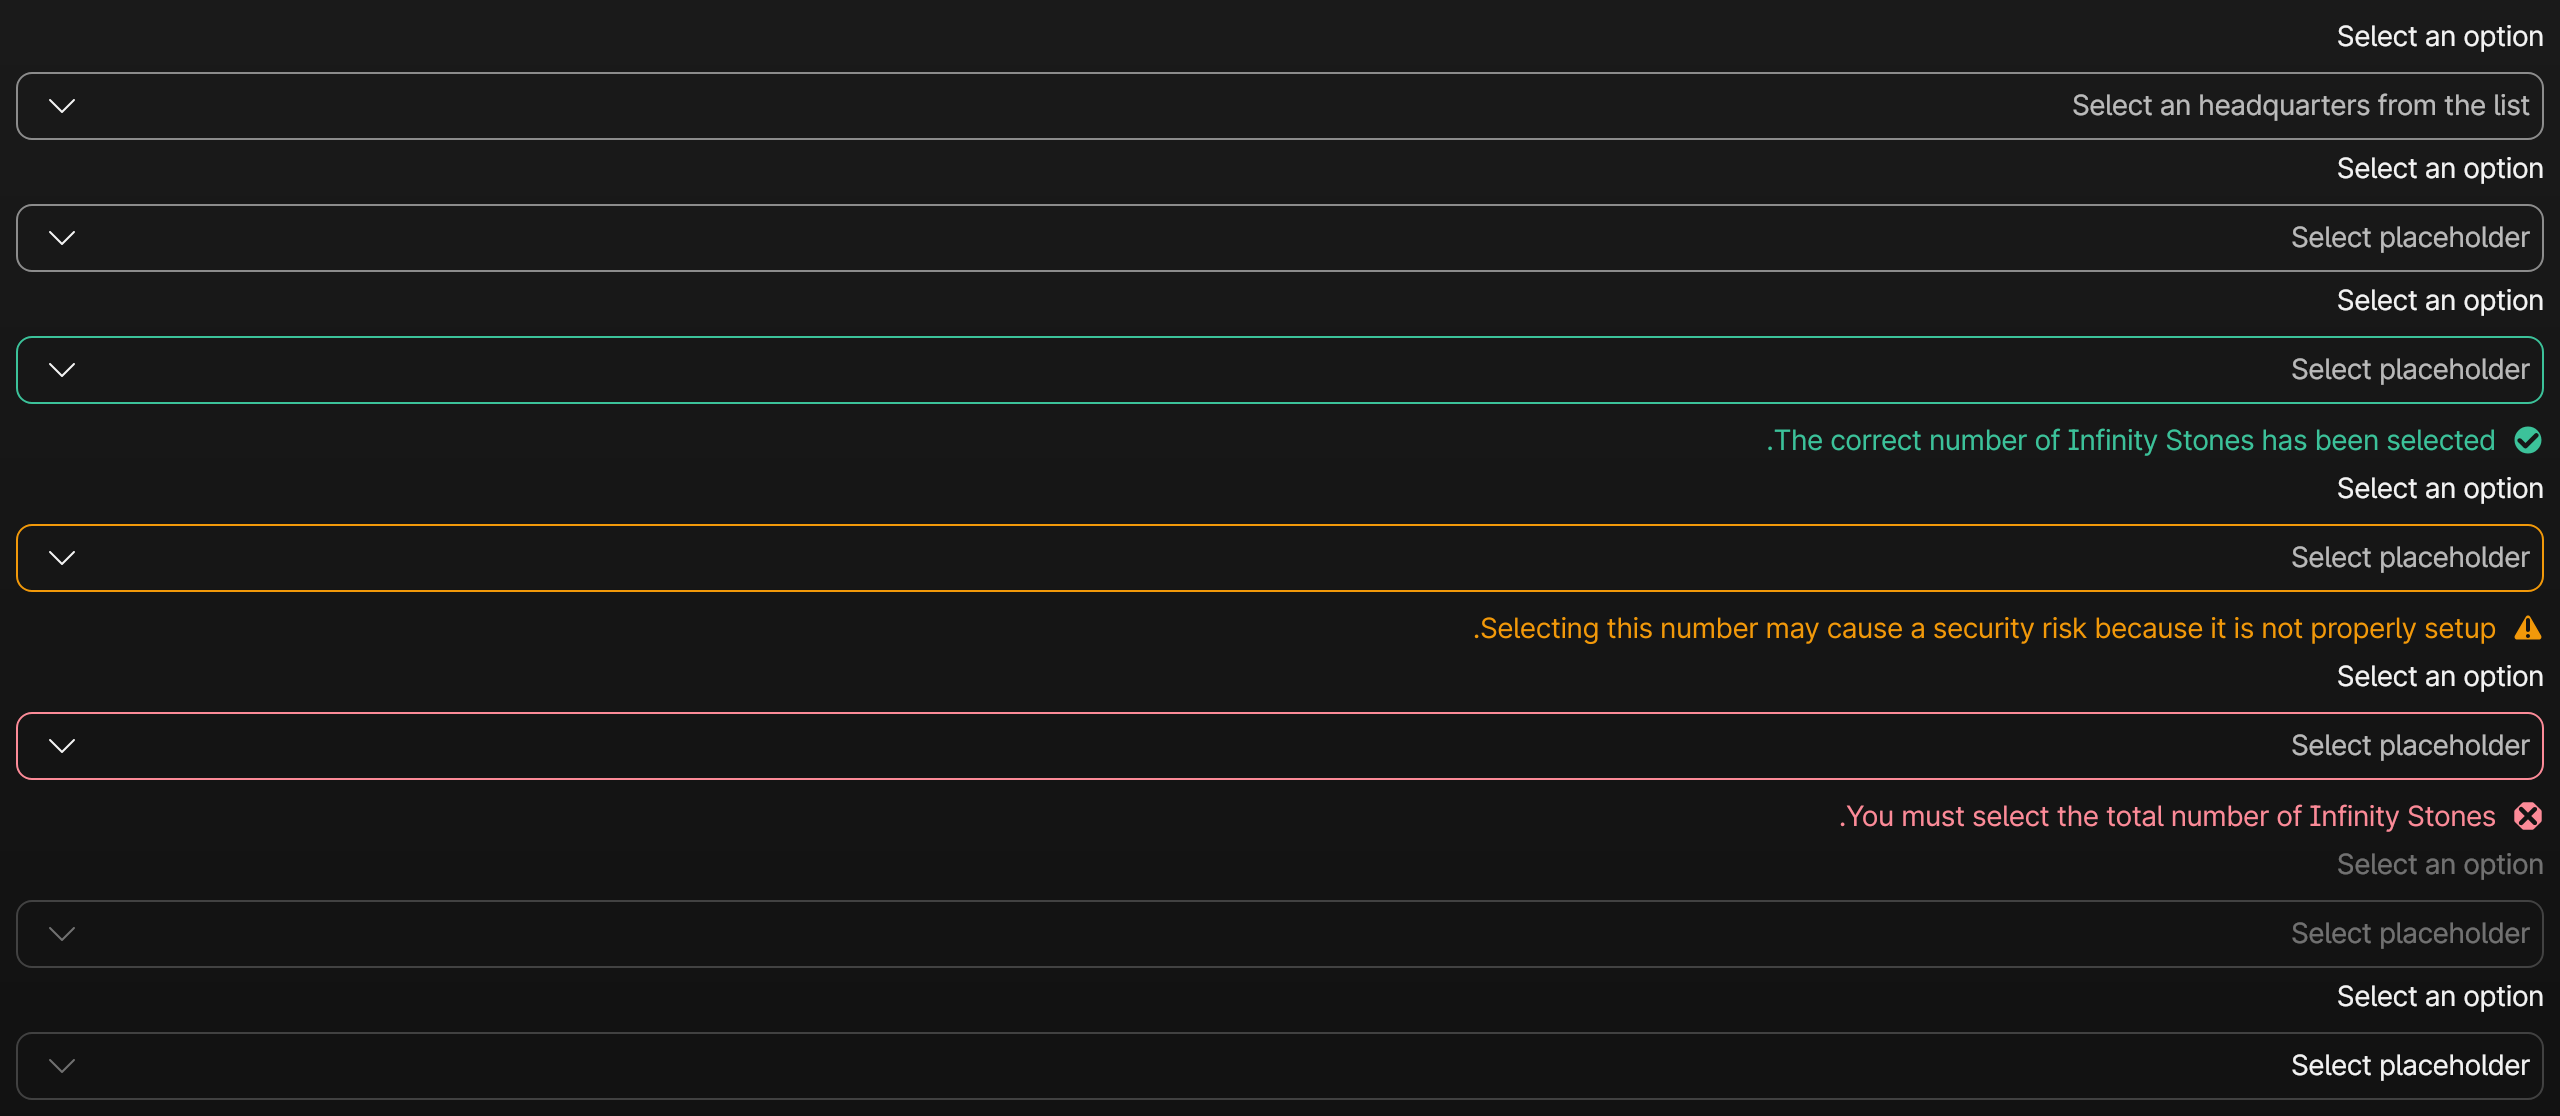 Select an option
Select an headquarters from the list
Select an option
Select placeholder
Select an option
Select placeholder
.The correct number of Infinity Stones has been selected
Select an option
Select placeholder
.Selecting this number may cause a security risk because it is not properly setup
Select an option
Select placeholder
.You must select the total number of Infinity Stones
Select an option
Select placeholder
Select an option
Select placeholder